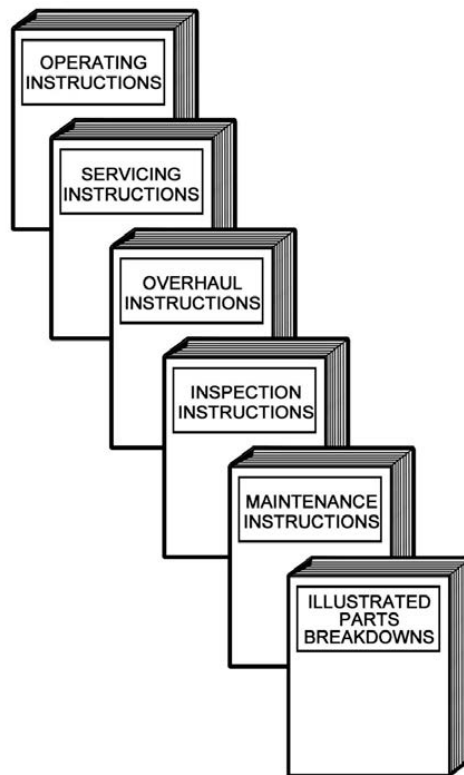 OPERATING
INSTRUCTIONS
SERVICING
INSTRUCTIONS
OVERHAUL
INSTRUCTIONS
INSPECTION
INSTRUCTIONS
MAINTENANCE
INSTRUCTIONS
ILLUSTRATED
PARTS
BREAKDOWNS